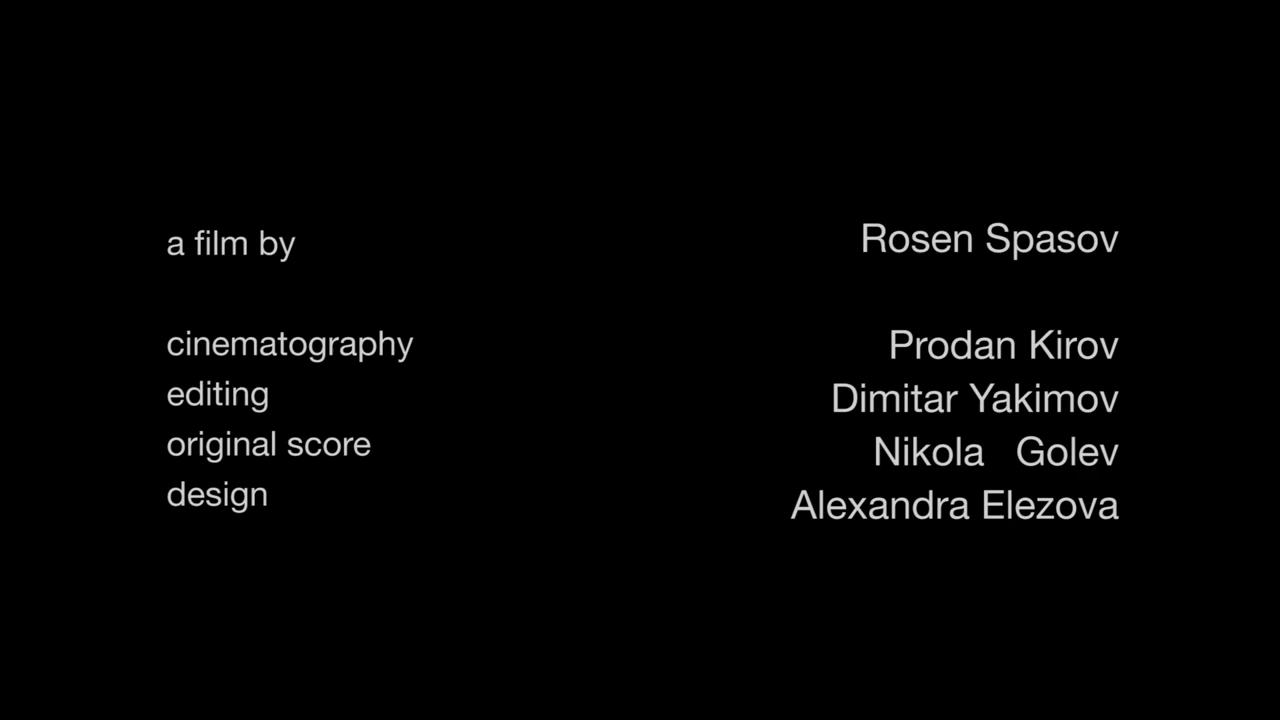 a film by Rosen Spasov
cinematography Prodan Kirov
editing Dimitar Yakimov
original score Nikola Golev
design Alexandra Elezova